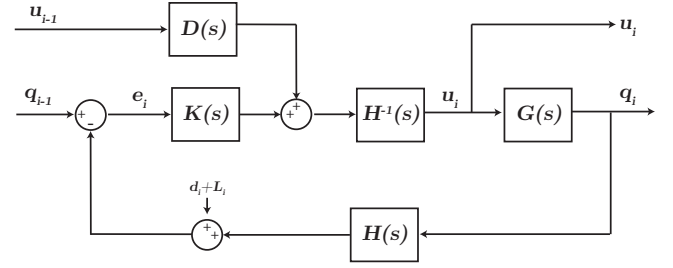 u_{i-1}
D(s)
u_i
q_{i-1}
+
-
e_i
K(s)
+
+
H^{-1}(s)
u_i
G(s)
q_i
d_i+L_i
+
+
H(s)